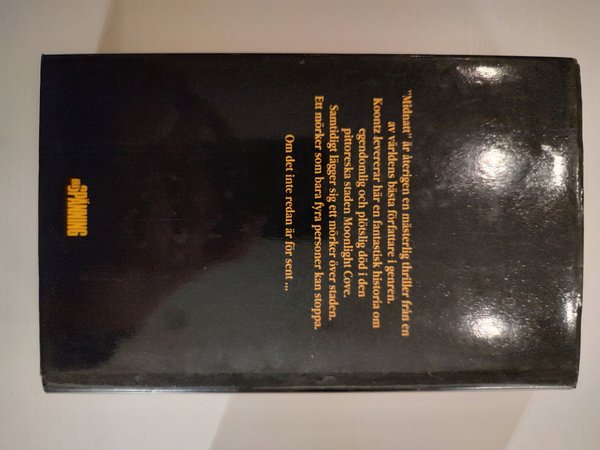 "Midnatt" är återigen en mästerlig thriller från en
av världens bästa författare i genren.
Koontz levererar här en fantastisk historia om
egendomlig och plötslig död i den
pittoreska staden Moonlight Cove.
Samtidigt lägger sig ett mörker över staden.
Ett mörker som bara fyra personer kan stoppa.
Om det inte redan är för sent ...
SPÄNNING